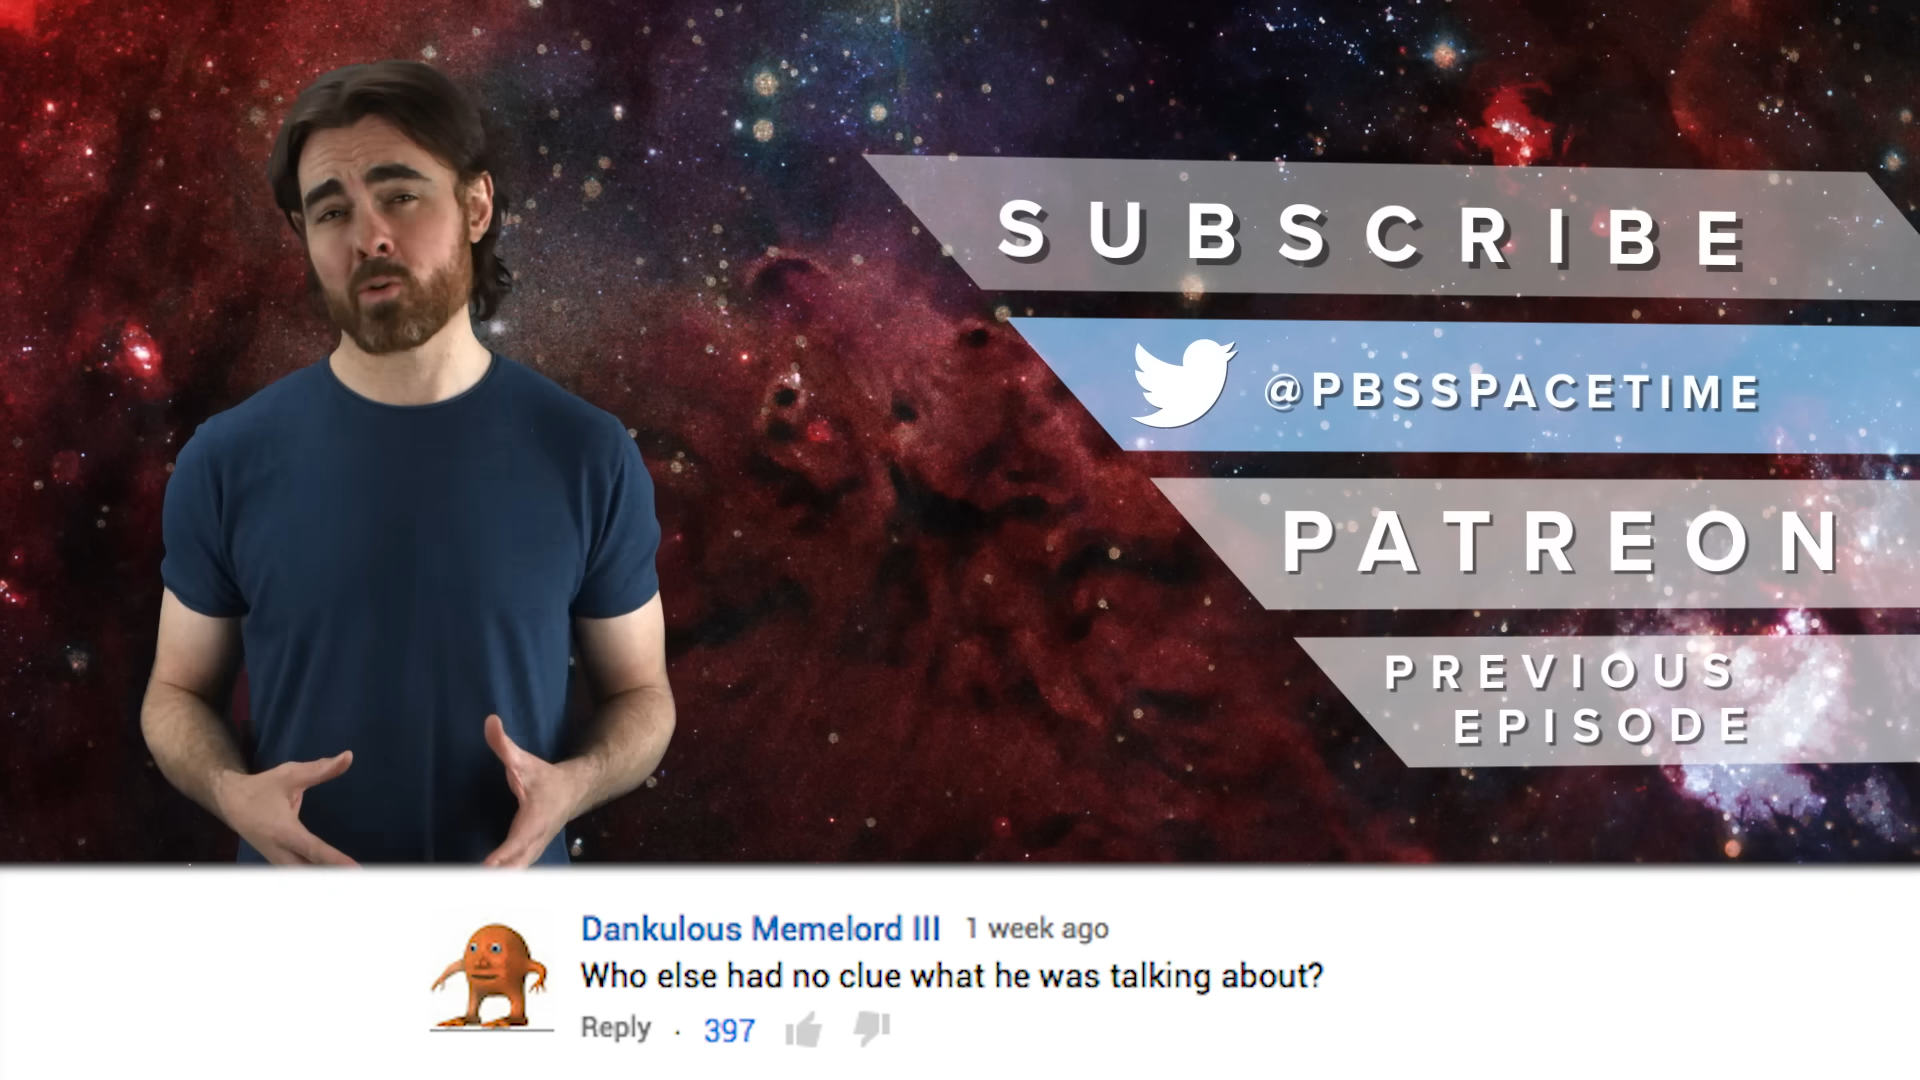 SUBSCRIBE
@PBSSPACETIME
PATREON
PREVIOUS
EPISODE
Dankulous Memelord III 1 week ago
Who else had no clue what he was talking about?
Reply · 397